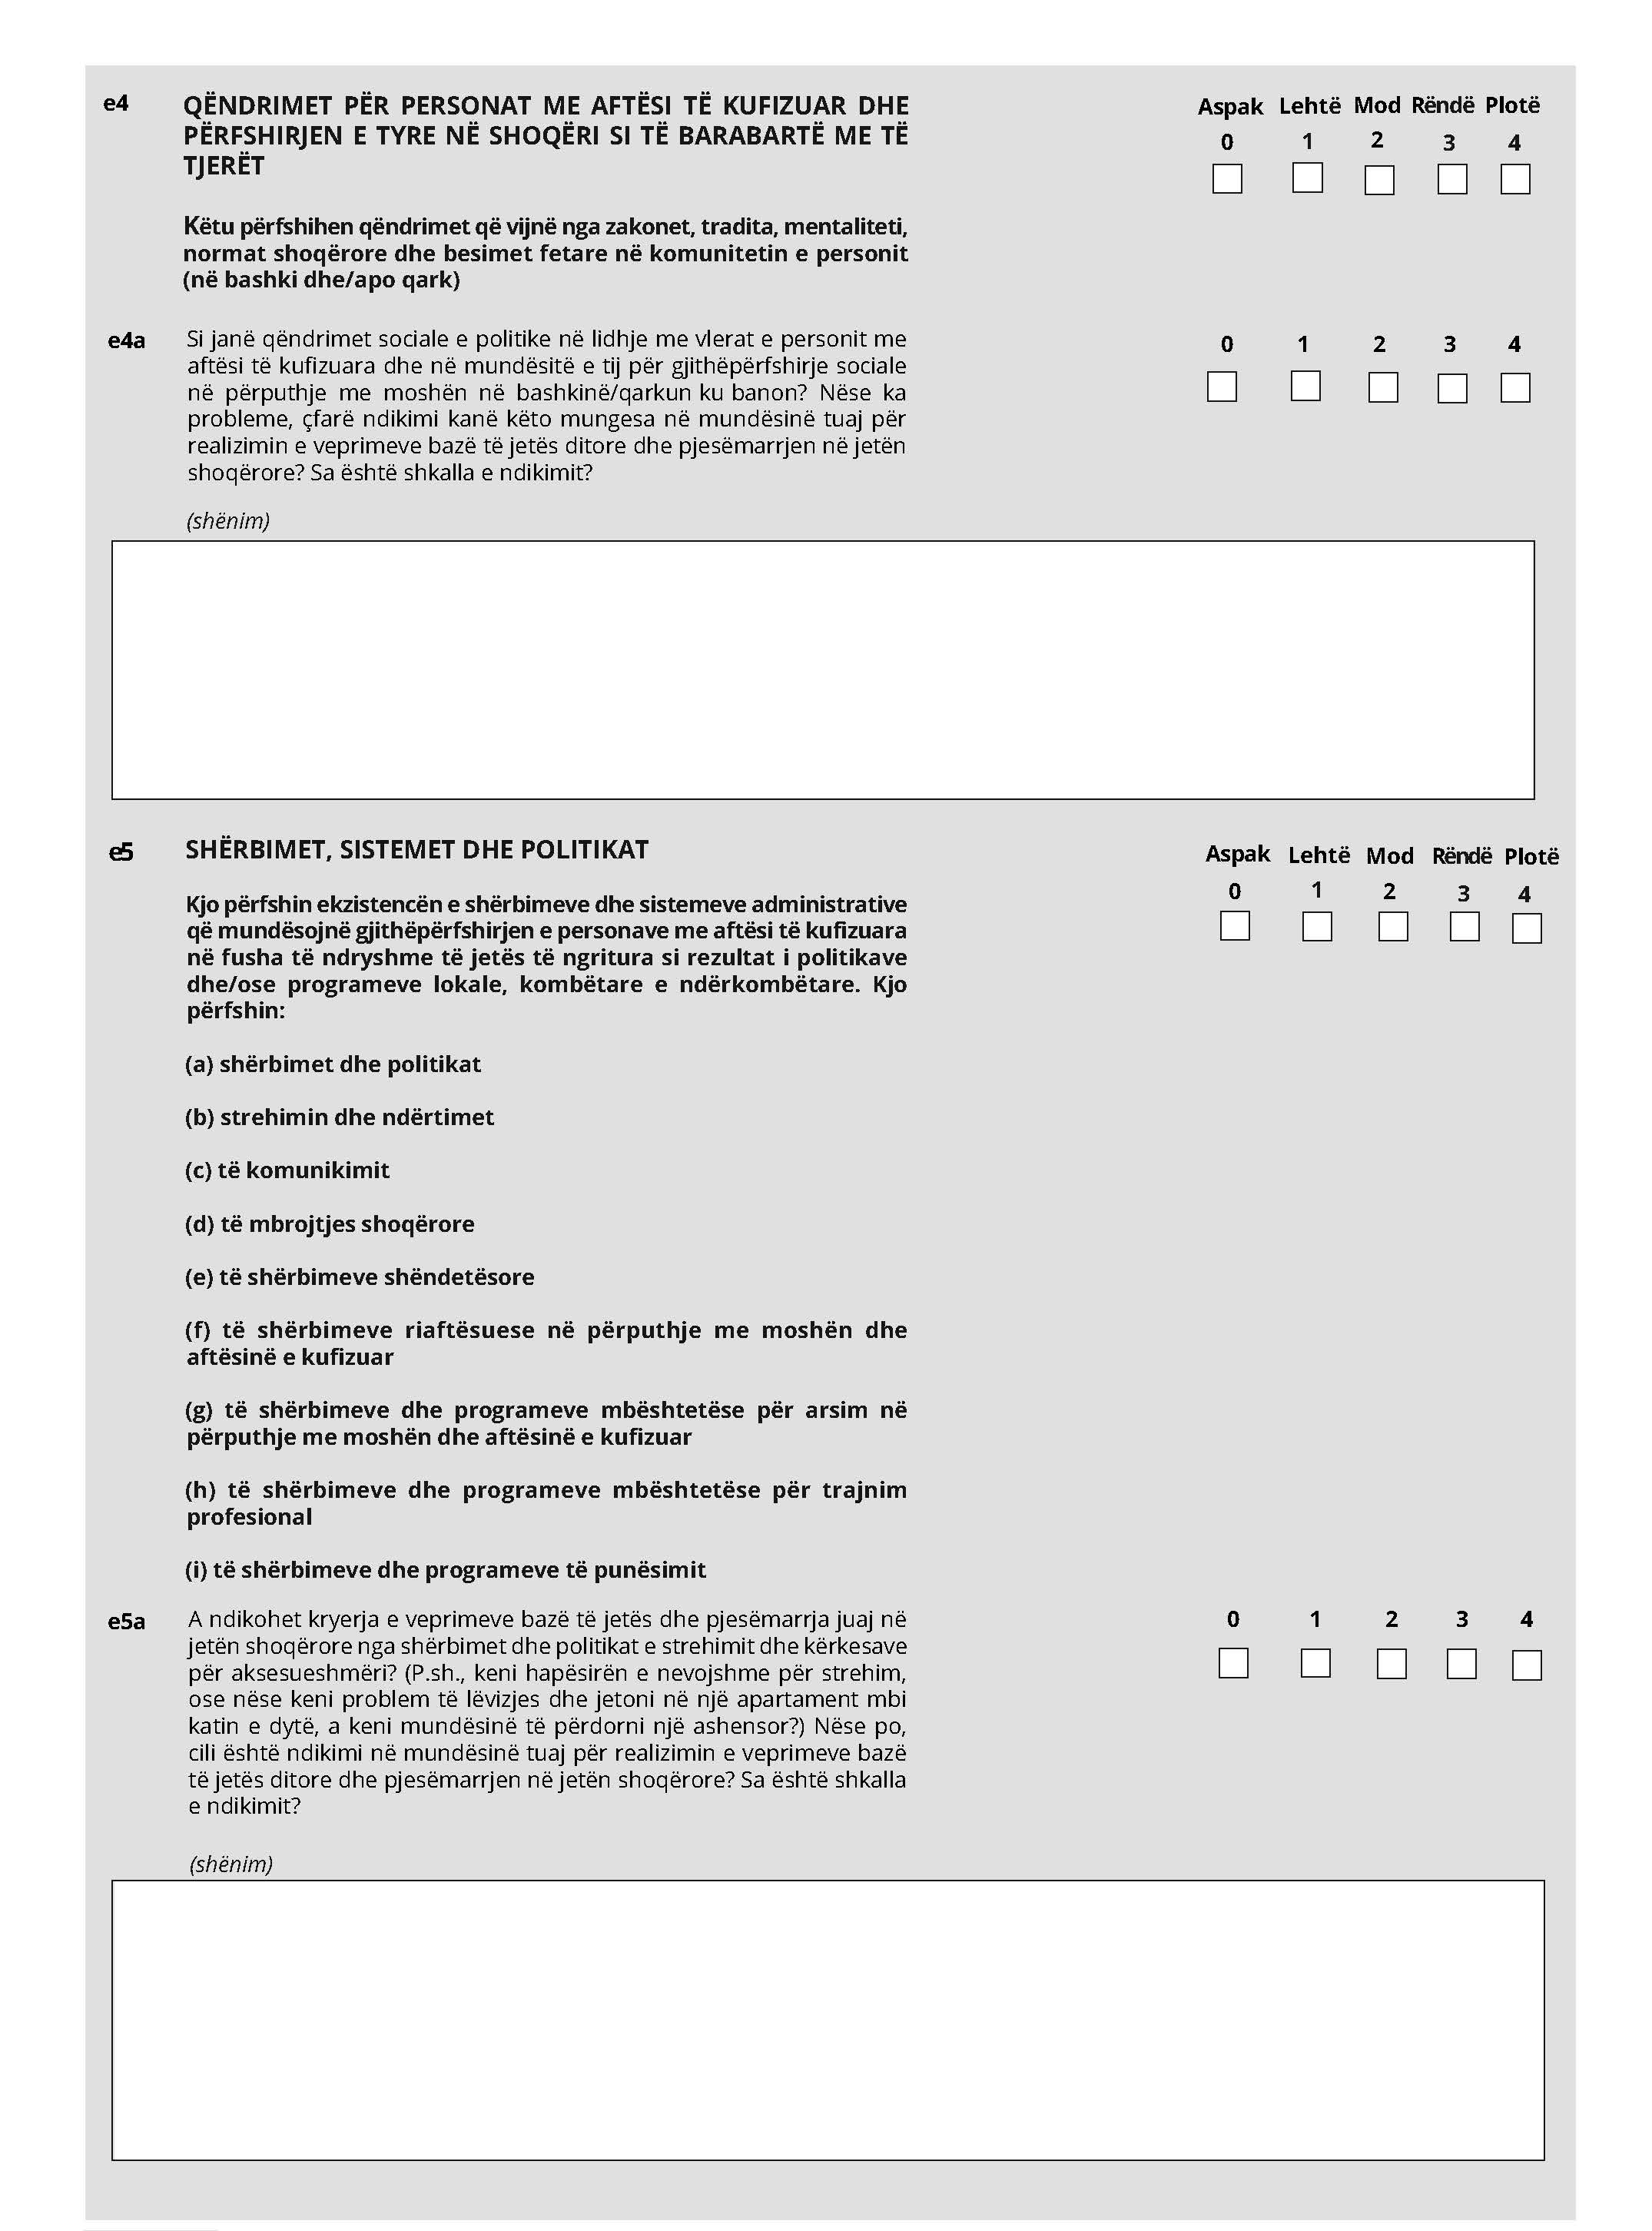 e4 QËNDRIMET PËR PERSONAT ME AFTËSI TË KUFIZUAR DHE
PËRFSHIRJEN E TYRE NË SHOQËRI SI TË BARABARTË ME TË
TJERËT
Aspak Lehtë Mod Rëndë Plotë
0 1 2 3 4
Këtu përfshihen qëndrimet që vijnë nga zakonet, tradita, mentaliteti,
normat shoqërore dhe besimet fetare në komunitetin e personit
(në bashki dhe/apo qark)
e4a Si janë qëndrimet sociale e politike në lidhje me vlerat e personit me
aftësi të kufizuara dhe në mundësitë e tij për gjithëpërfshirje sociale
në përputhje me moshën në bashkinë/qarkun ku banon? Nëse ka
probleme, çfarë ndikimi kanë këto mungesa në mundësinë tuaj për
realizimin e veprimeve bazë të jetës ditore dhe pjesëmarrjen në jetën
shoqërore? Sa është shkalla e ndikimit?
0 1 2 3 4
(shënim)
e5 SHËRBIMET, SISTEMET DHE POLITIKAT
Aspak Lehtë Mod Rëndë Plotë
0 1 2 3 4
Kjo përfshin ekzistencën e shërbimeve dhe sistemeve administrative
që mundësojnë gjithëpërfshirjen e personave me aftësi të kufizuara
në fusha të ndryshme të jetës të ngritura si rezultat i politikave
dhe/ose programeve lokale, kombëtare e ndërkombëtare. Kjo
përfshin:
(a) shërbimet dhe politikat
(b) strehimin dhe ndërtimet
(c) të komunikimit
(d) të mbrojtjes shoqërore
(e) të shërbimeve shëndetësore
(f) të shërbimeve riaftësuese në përputhje me moshën dhe
aftësinë e kufizuar
(g) të shërbimeve dhe programeve mbështetëse për arsim në
përputhje me moshën dhe aftësinë e kufizuar
(h) të shërbimeve dhe programeve mbështetëse për trajnim
profesional
(i) të shërbimeve dhe programeve të punësimit
e5a A ndikohet kryerja e veprimeve bazë të jetës dhe pjesëmarrja juaj në
jetën shoqërore nga shërbimet dhe politikat e strehimit dhe kërkesave
për aksesueshmëri? (P.sh., keni hapësirën e nevojshme për strehim,
ose nëse keni problem të lëvizjes dhe jetoni në një apartament mbi
katin e dytë, a keni mundësinë të përdorni një ashensor?) Nëse po,
cili është ndikimi në mundësinë tuaj për realizimin e veprimeve bazë
të jetës ditore dhe pjesëmarrjen në jetën shoqërore? Sa është shkalla
e ndikimit?
0 1 2 3 4
(shënim)